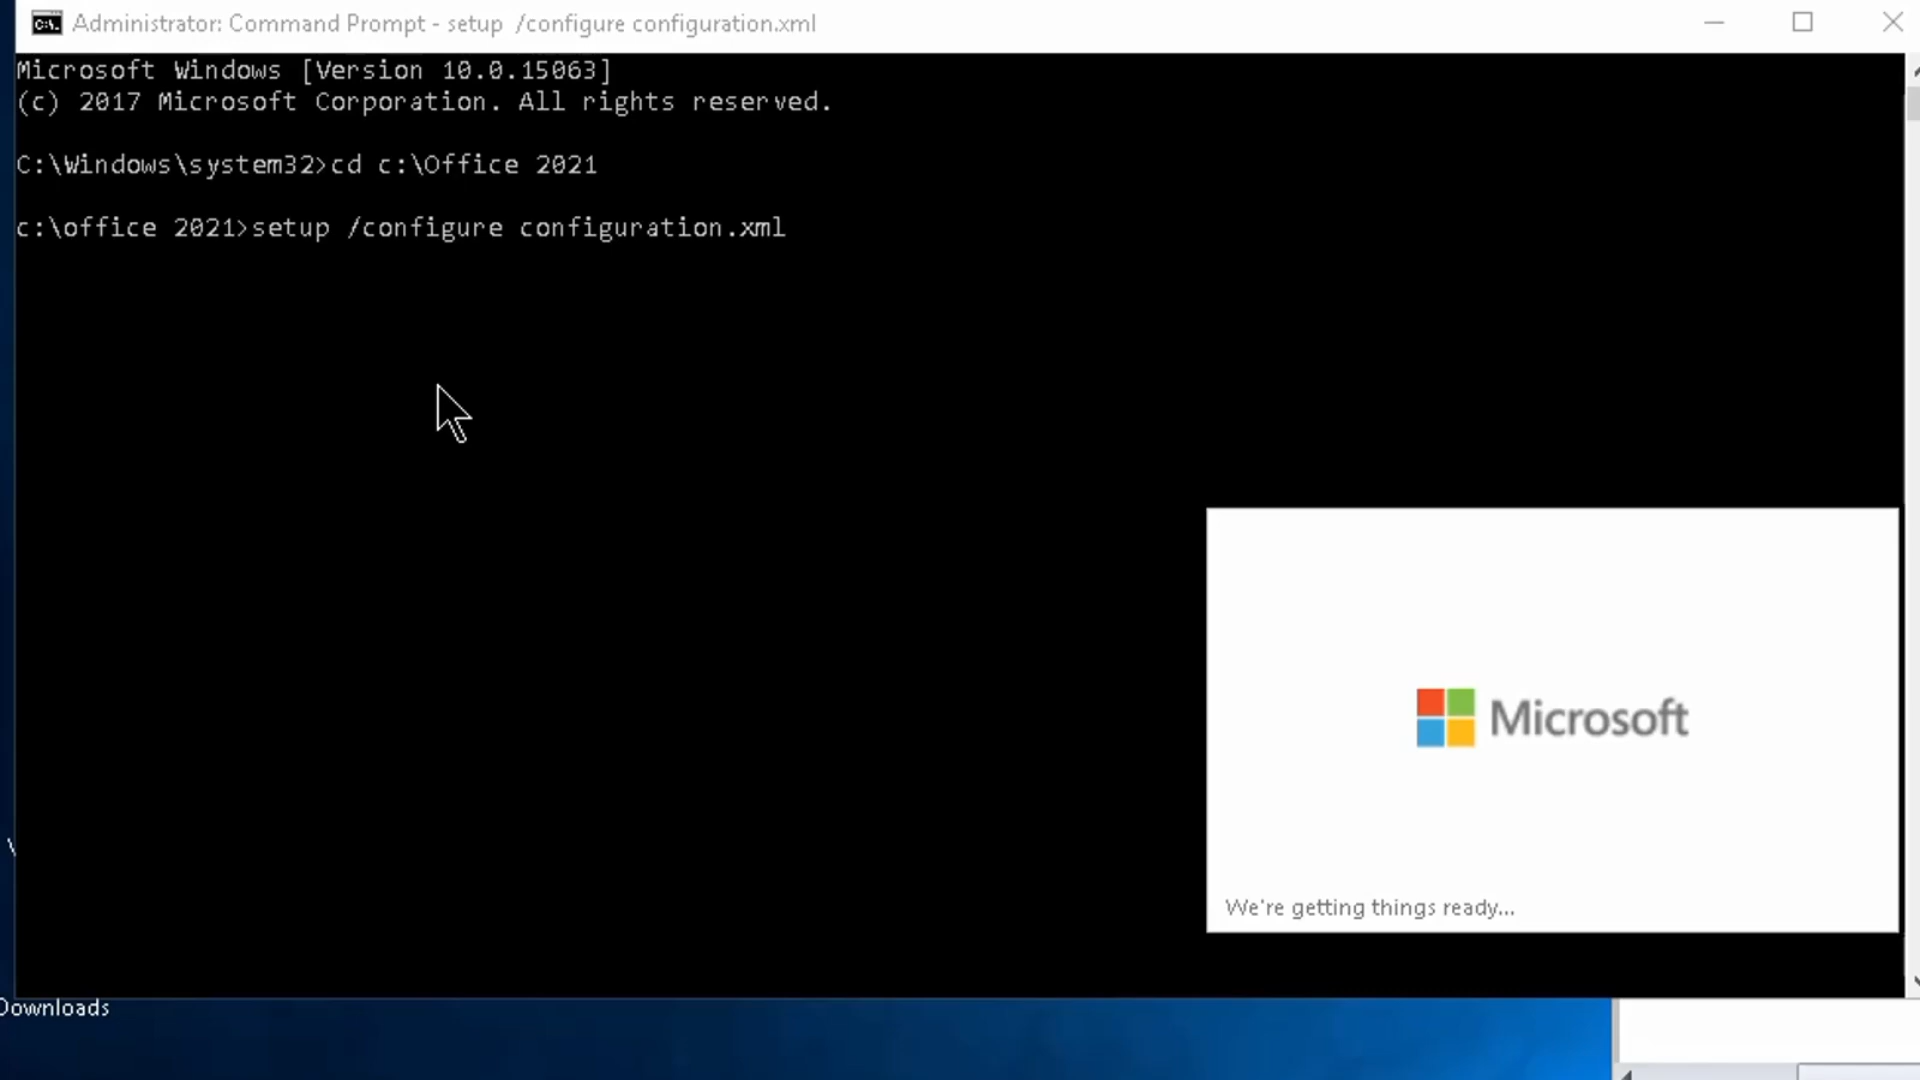 Administrator: Command Prompt - setup  /configure configuration.xml
Microsoft Windows [Version 10.0.15063]
(c) 2017 Microsoft Corporation. All rights reserved.
C:\Windows\system32>cd c:\Office 2021
c:\office 2021>setup /configure configuration.xml
Microsoft
We're getting things ready...
Downloads